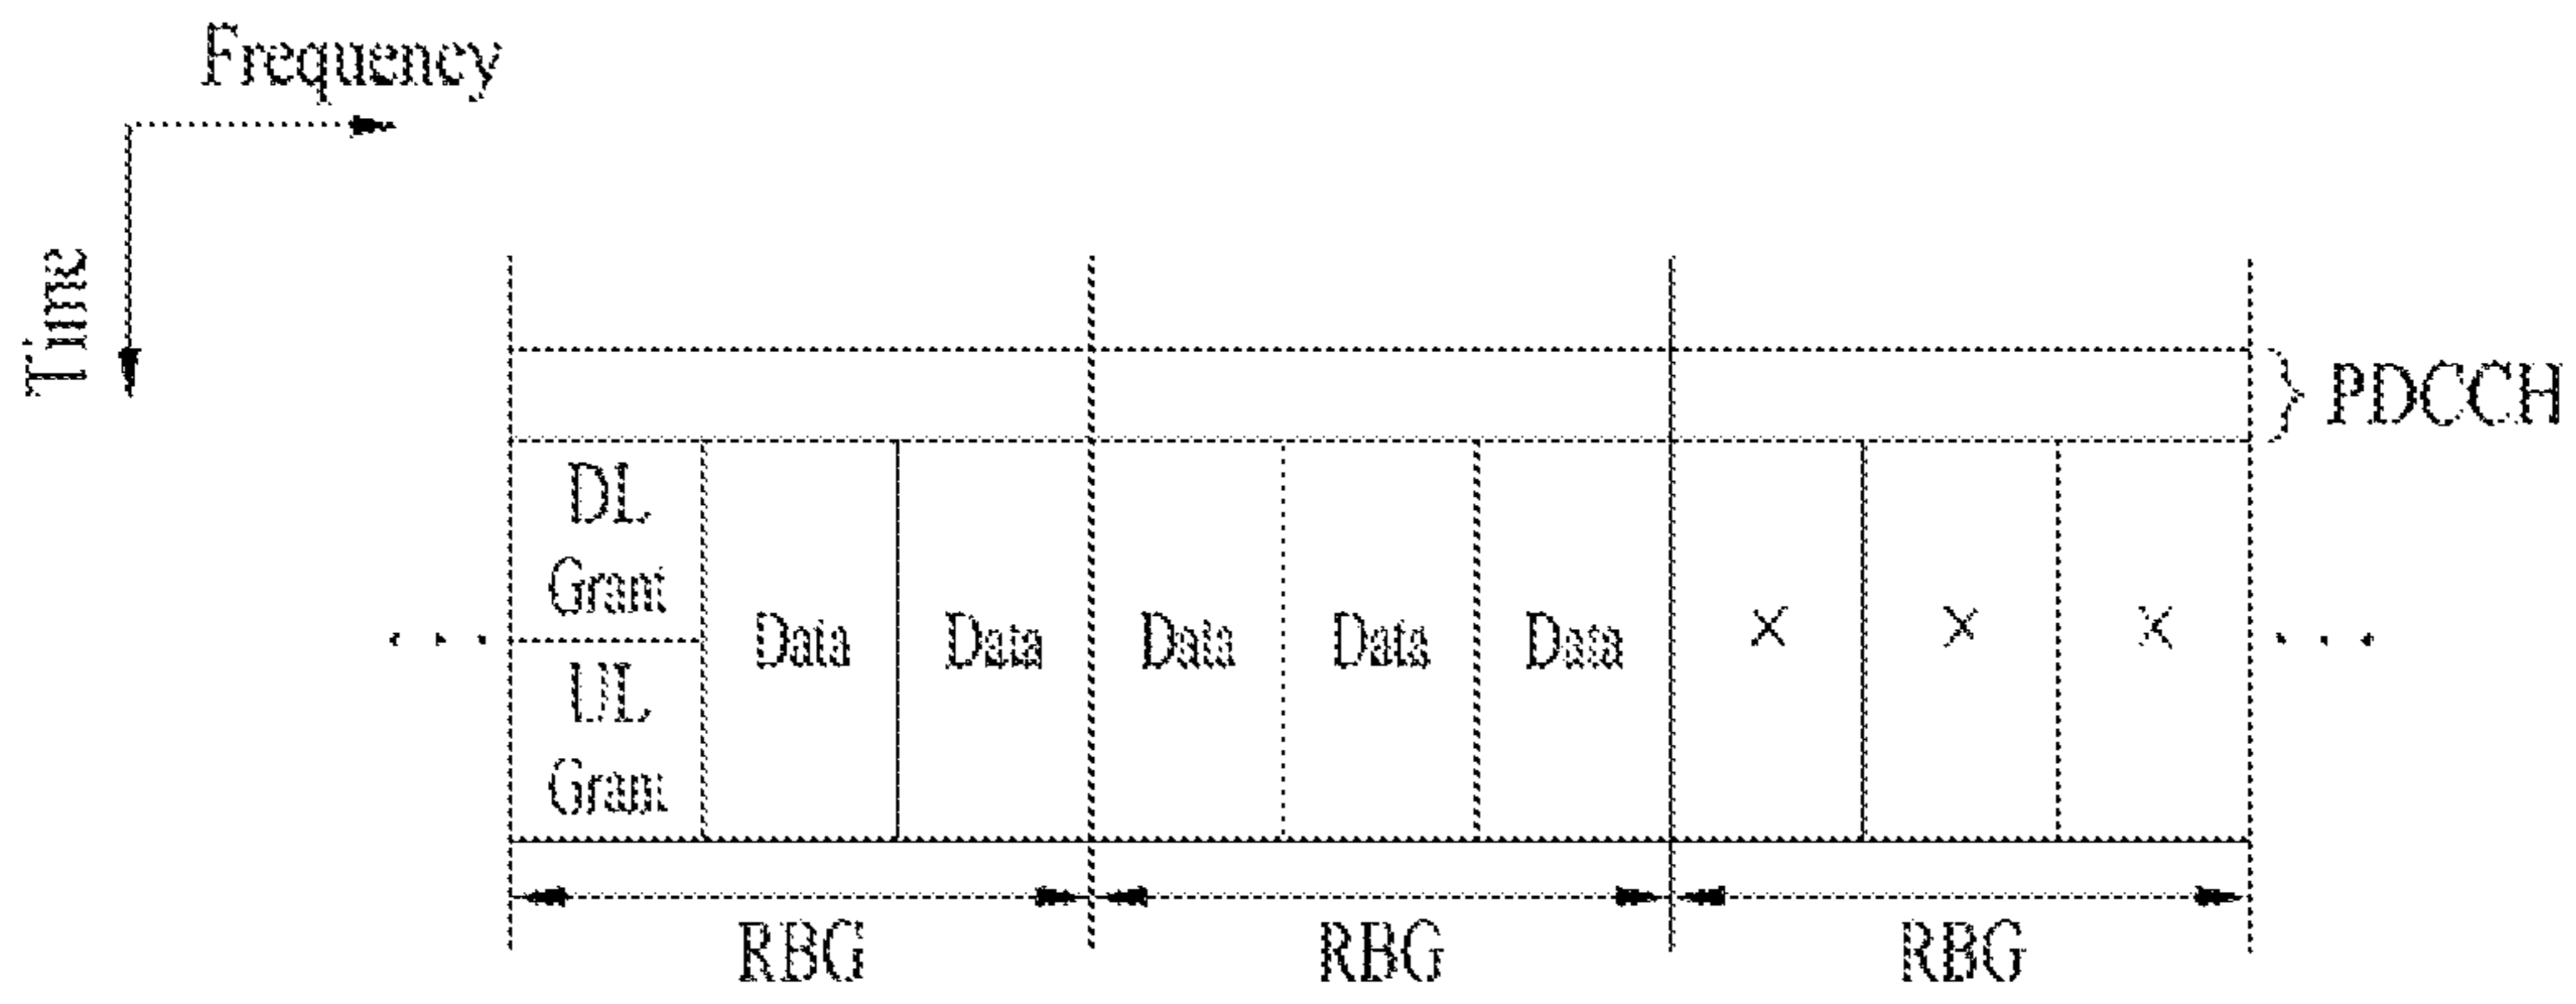 Frequency
Time
PDCCH
DL
Grant
UL
Grant
Data Data Data Data Data × × ×
... ...
RBG RBG RBG